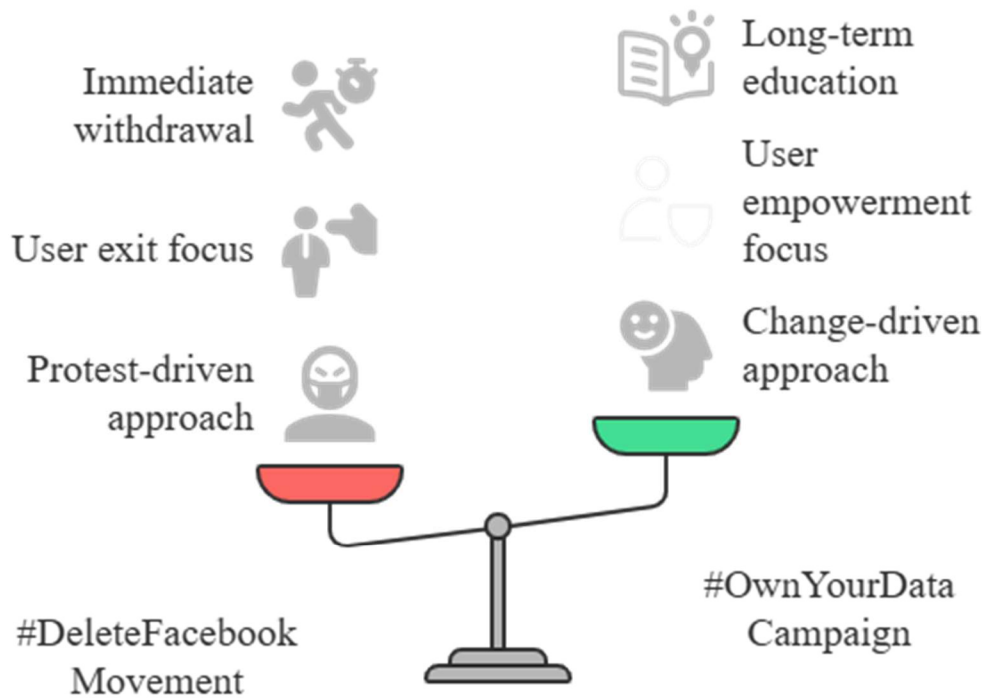 Immediate
withdrawal
User exit focus
Protest-driven
approach
#DeleteFacebook
Movement
Long-term
education
User
empowerment
focus
Change-driven
approach
#OwnYourData
Campaign